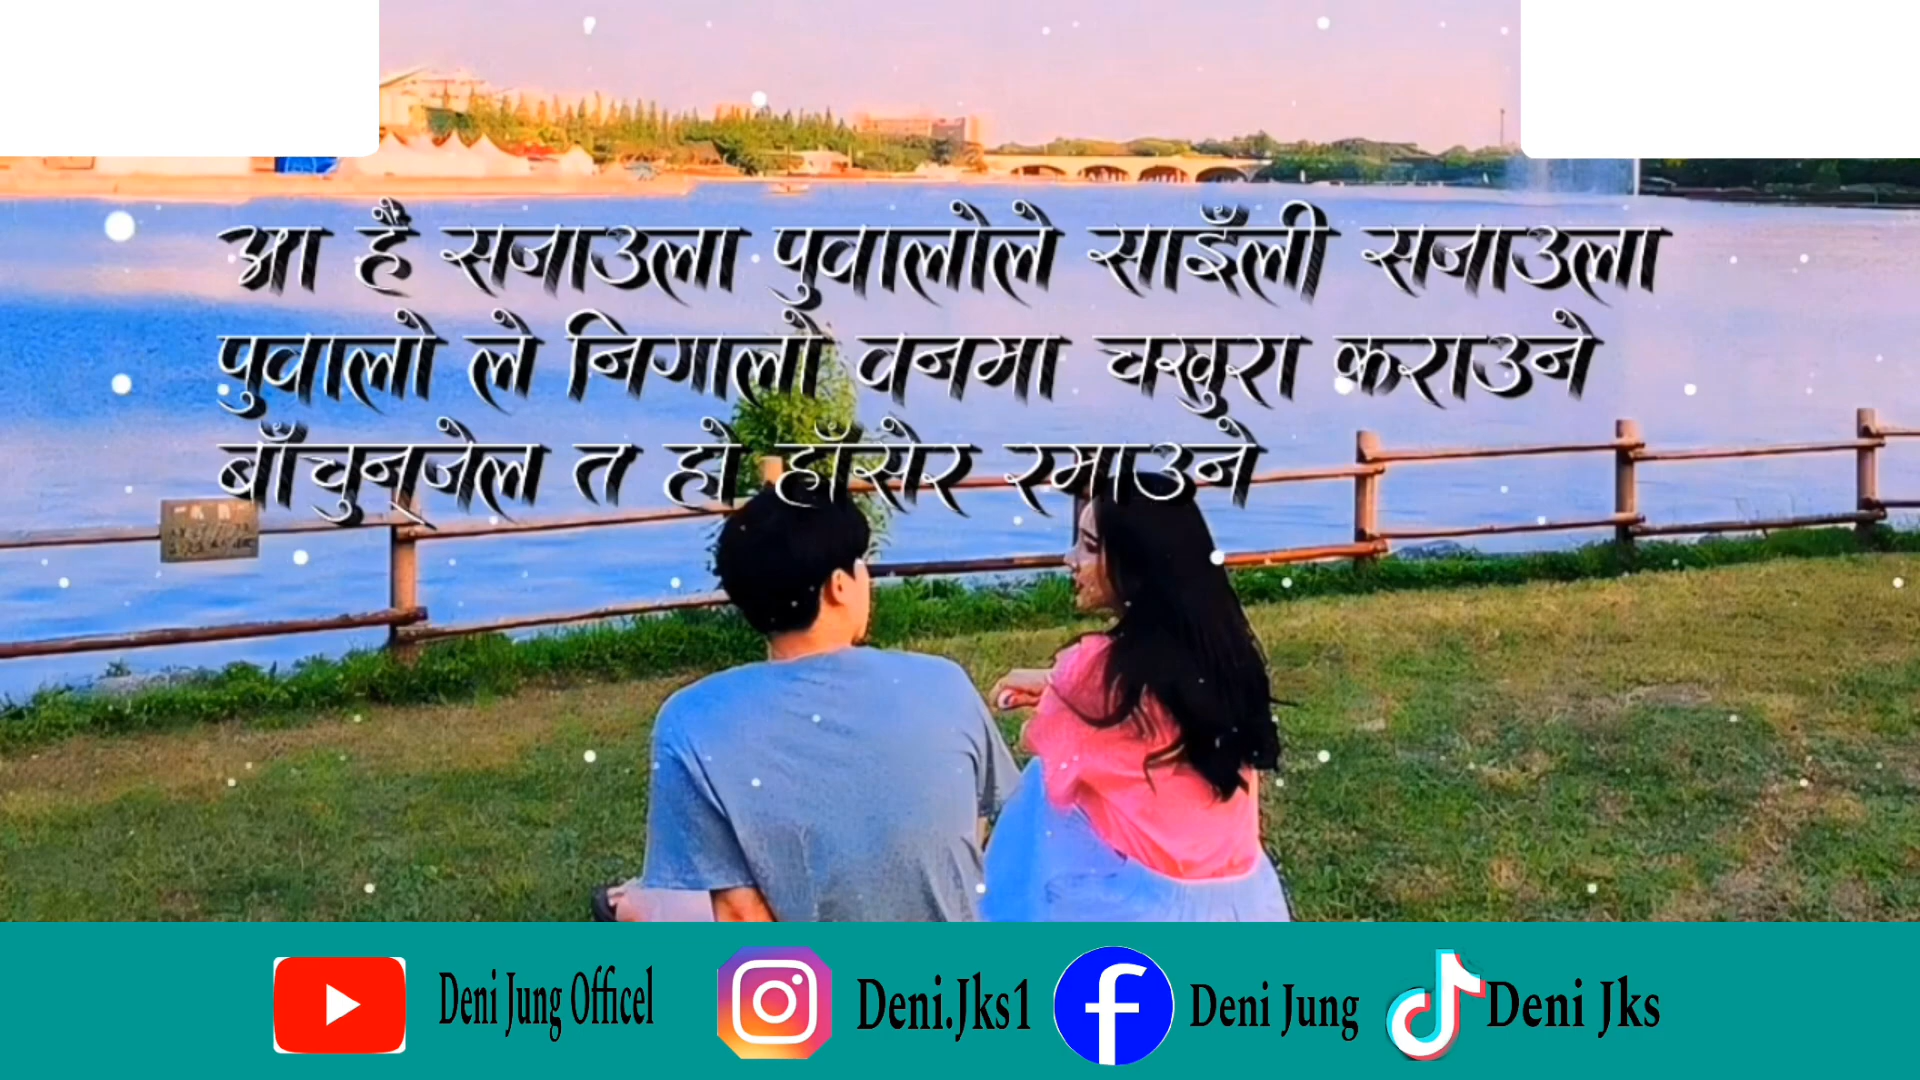 आ है सजाउला पुवालोले साइँली सजाउला
पुवालो ले निगालो वनमा चखुरा कराउने
बाँचुन्जेल त हो हाँसेर रमाउने
Deni Jung Officel
Deni.Jks1
Deni Jung
Deni Jks